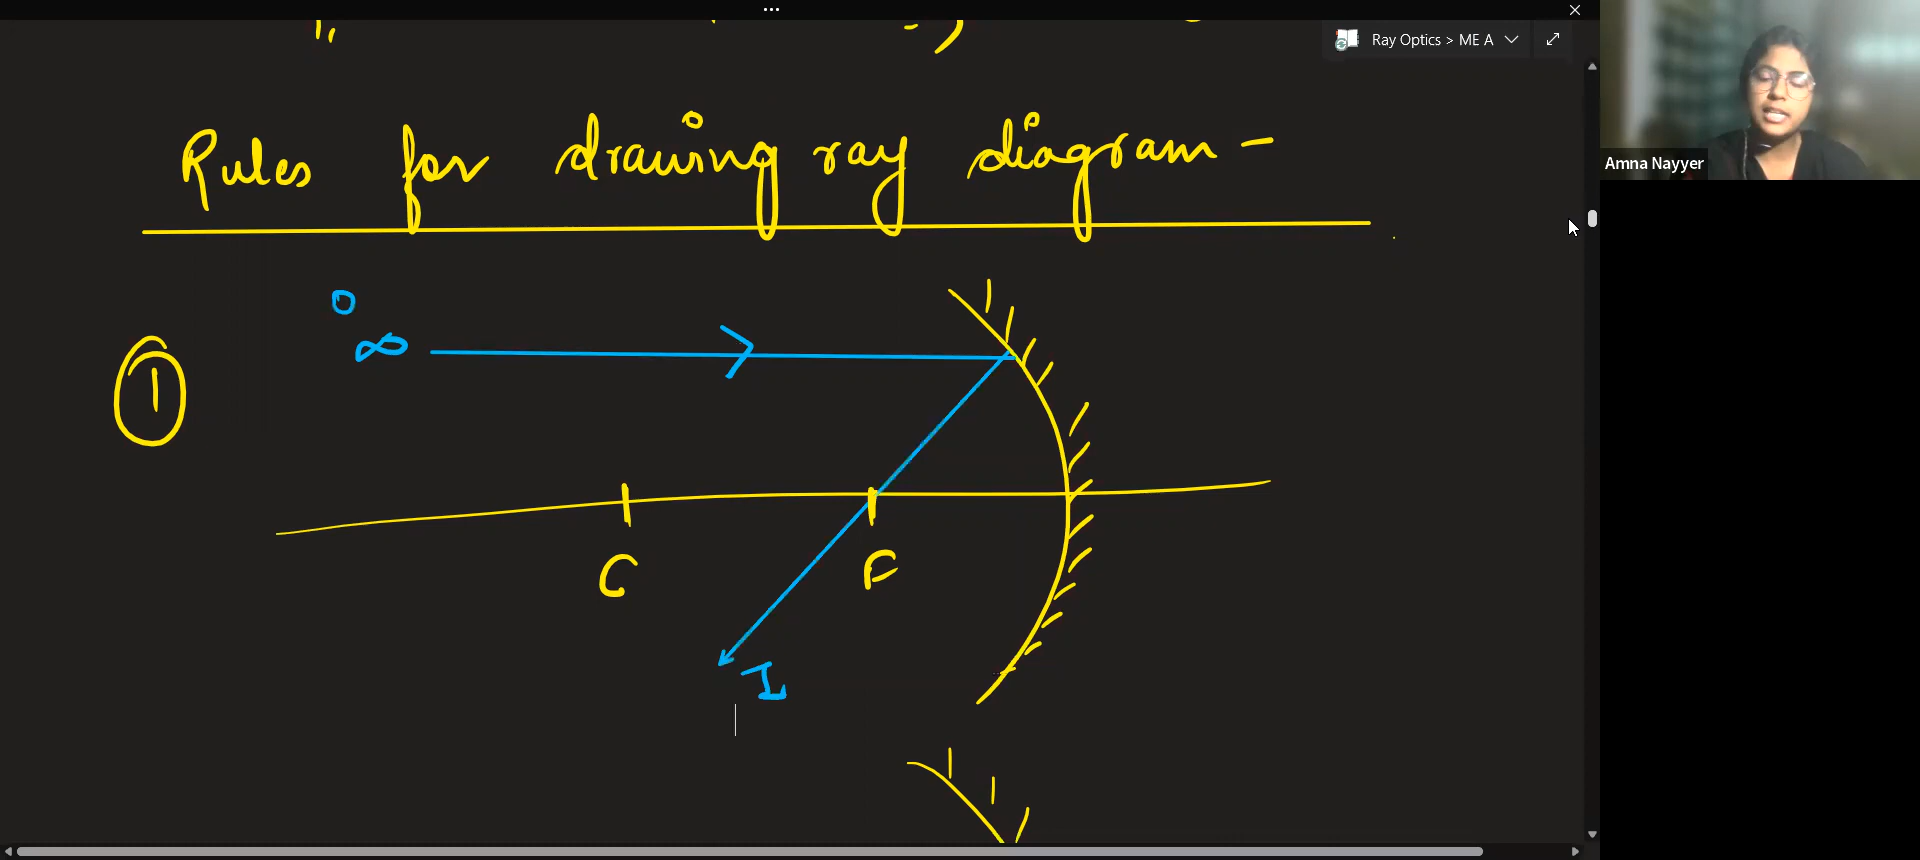 Ray Optics > ME A
Amna Nayyer
Rules for drawing ray diagram -
O
∞
1
C
F
I